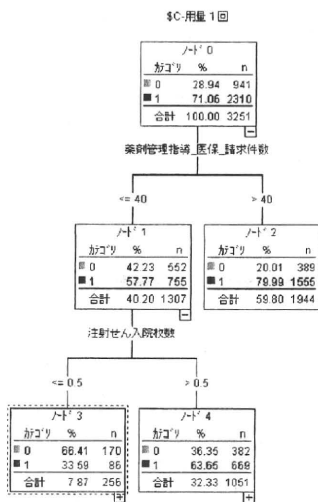 $C-用量1回
ノード 0
カテゴリ % n
0 28.94 941
1 71.06 2310
合計 100.00 3251
薬剤管理指導_医保_請求件数
<= 40
> 40
ノード 1
カテゴリ % n
0 42.23 552
1 57.77 755
合計 40.20 1307
ノード 2
カテゴリ % n
0 20.01 389
1 79.99 1555
合計 59.80 1944
注射せん入院枚数
<= 0.5
> 0.5
ノード 3
カテゴリ % n
0 66.41 170
1 33.59 86
合計 7.87 256
ノード 4
カテゴリ % n
0 36.35 382
1 63.65 669
合計 32.33 1051